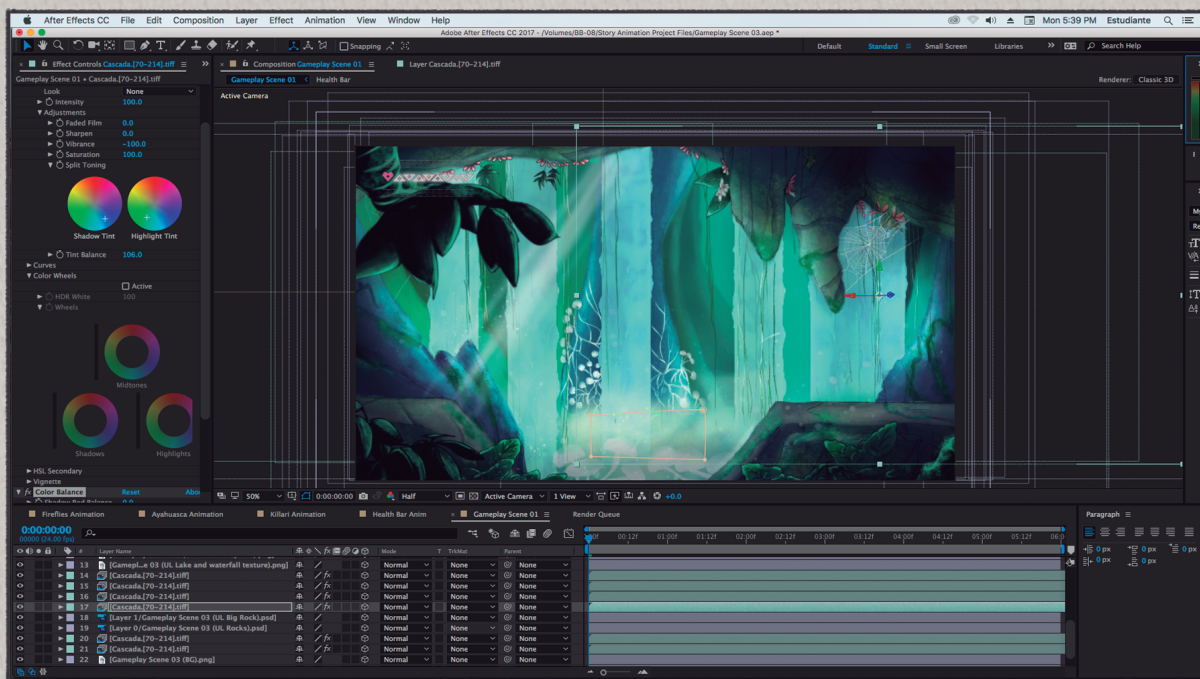 After Effects CC File Edit Composition Layer Effect Animation View Window Help Mon 5:39 PM Estudiante
Adobe After Effects CC 2017 - /Volumes/BB-08/Story Animation Project Files/Gameplay Scene 03.aep *
Snapping Default Standard Small Screen Libraries Search Help
Effect Controls Cascada.[70-214].tiff Composition Gameplay Scene 01 Layer Cascada.[70-214].tiff
Gameplay Scene 01 • Cascada.[70-214].tiff Gameplay Scene 01 Health Bar Renderer: Classic 3D
Look None
Active Camera
Intensity 100.0
Adjustments
Faded Film 0.0
Sharpen 0.0
Vibrance -100.0
Saturation 100.0
Split Toning
Shadow Tint Highlight Tint
Tint Balance 106.0
Curves
Color Wheels
Active
HDR White 100
Wheels
Midtones
Shadows Highlights
HSL Secondary
Vignette
fx Color Balance Reset Abou
Shadow Red Balance 0.0
50% 0:00:00:00 Half Active Camera 1 View +0.0
Fireflies Animation Ayahuasca Animation Killari Animation Health Bar Anim Gameplay Scene 01 Render Queue Paragraph
0:00:00:00
00000 (24.00 fps)
00:12f 01:00f 01:12f 02:00f 02:12f 03:00f 03:12f 04:00f 04:12f 05:00f 05:12f 06:0
# Layer Name Mode T TrkMat Parent
0 px 0 px 0 px
0 px 0 px
13 [Gamepl...e 03 (UL Lake and waterfall texture).png] Normal None None
14 [Cascada.[70-214].tiff] fx Normal None None
15 [Cascada.[70-214].tiff] fx Normal None None
16 [Cascada.[70-214].tiff] fx Normal None None
17 [Cascada.[70-214].tiff] fx Normal None None
18 [Layer 1/Gameplay Scene 03 (UL Big Rock).psd] Normal None None
19 [Layer 0/Gameplay Scene 03 (UL Rocks).psd] Normal None None
20 [Cascada.[70-214].tiff] fx Normal None None
21 [Cascada.[70-214].tiff] fx Normal None None
22 [Gameplay Scene 03 (BG).png] Normal None None